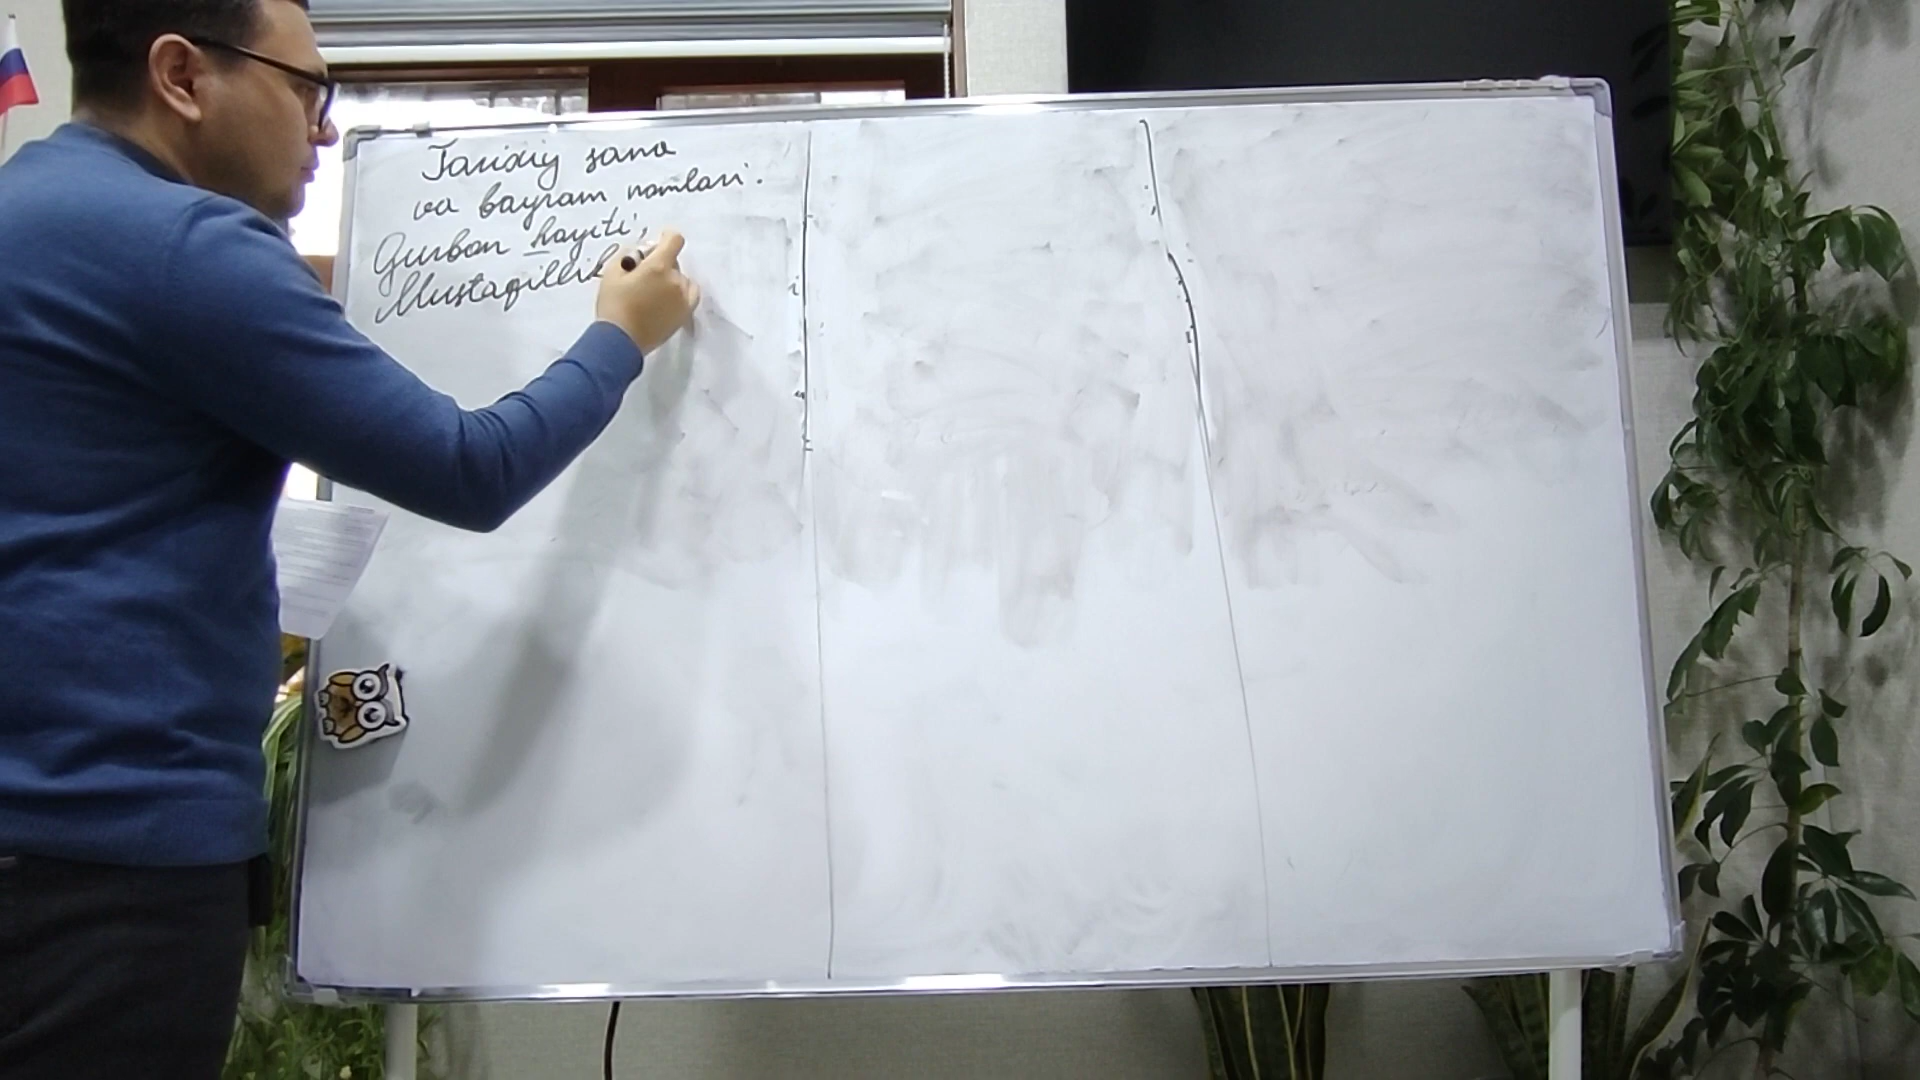 Tarixiy sana
va bayram nomlari.
Qurbon hayiti,
Mustaqillik